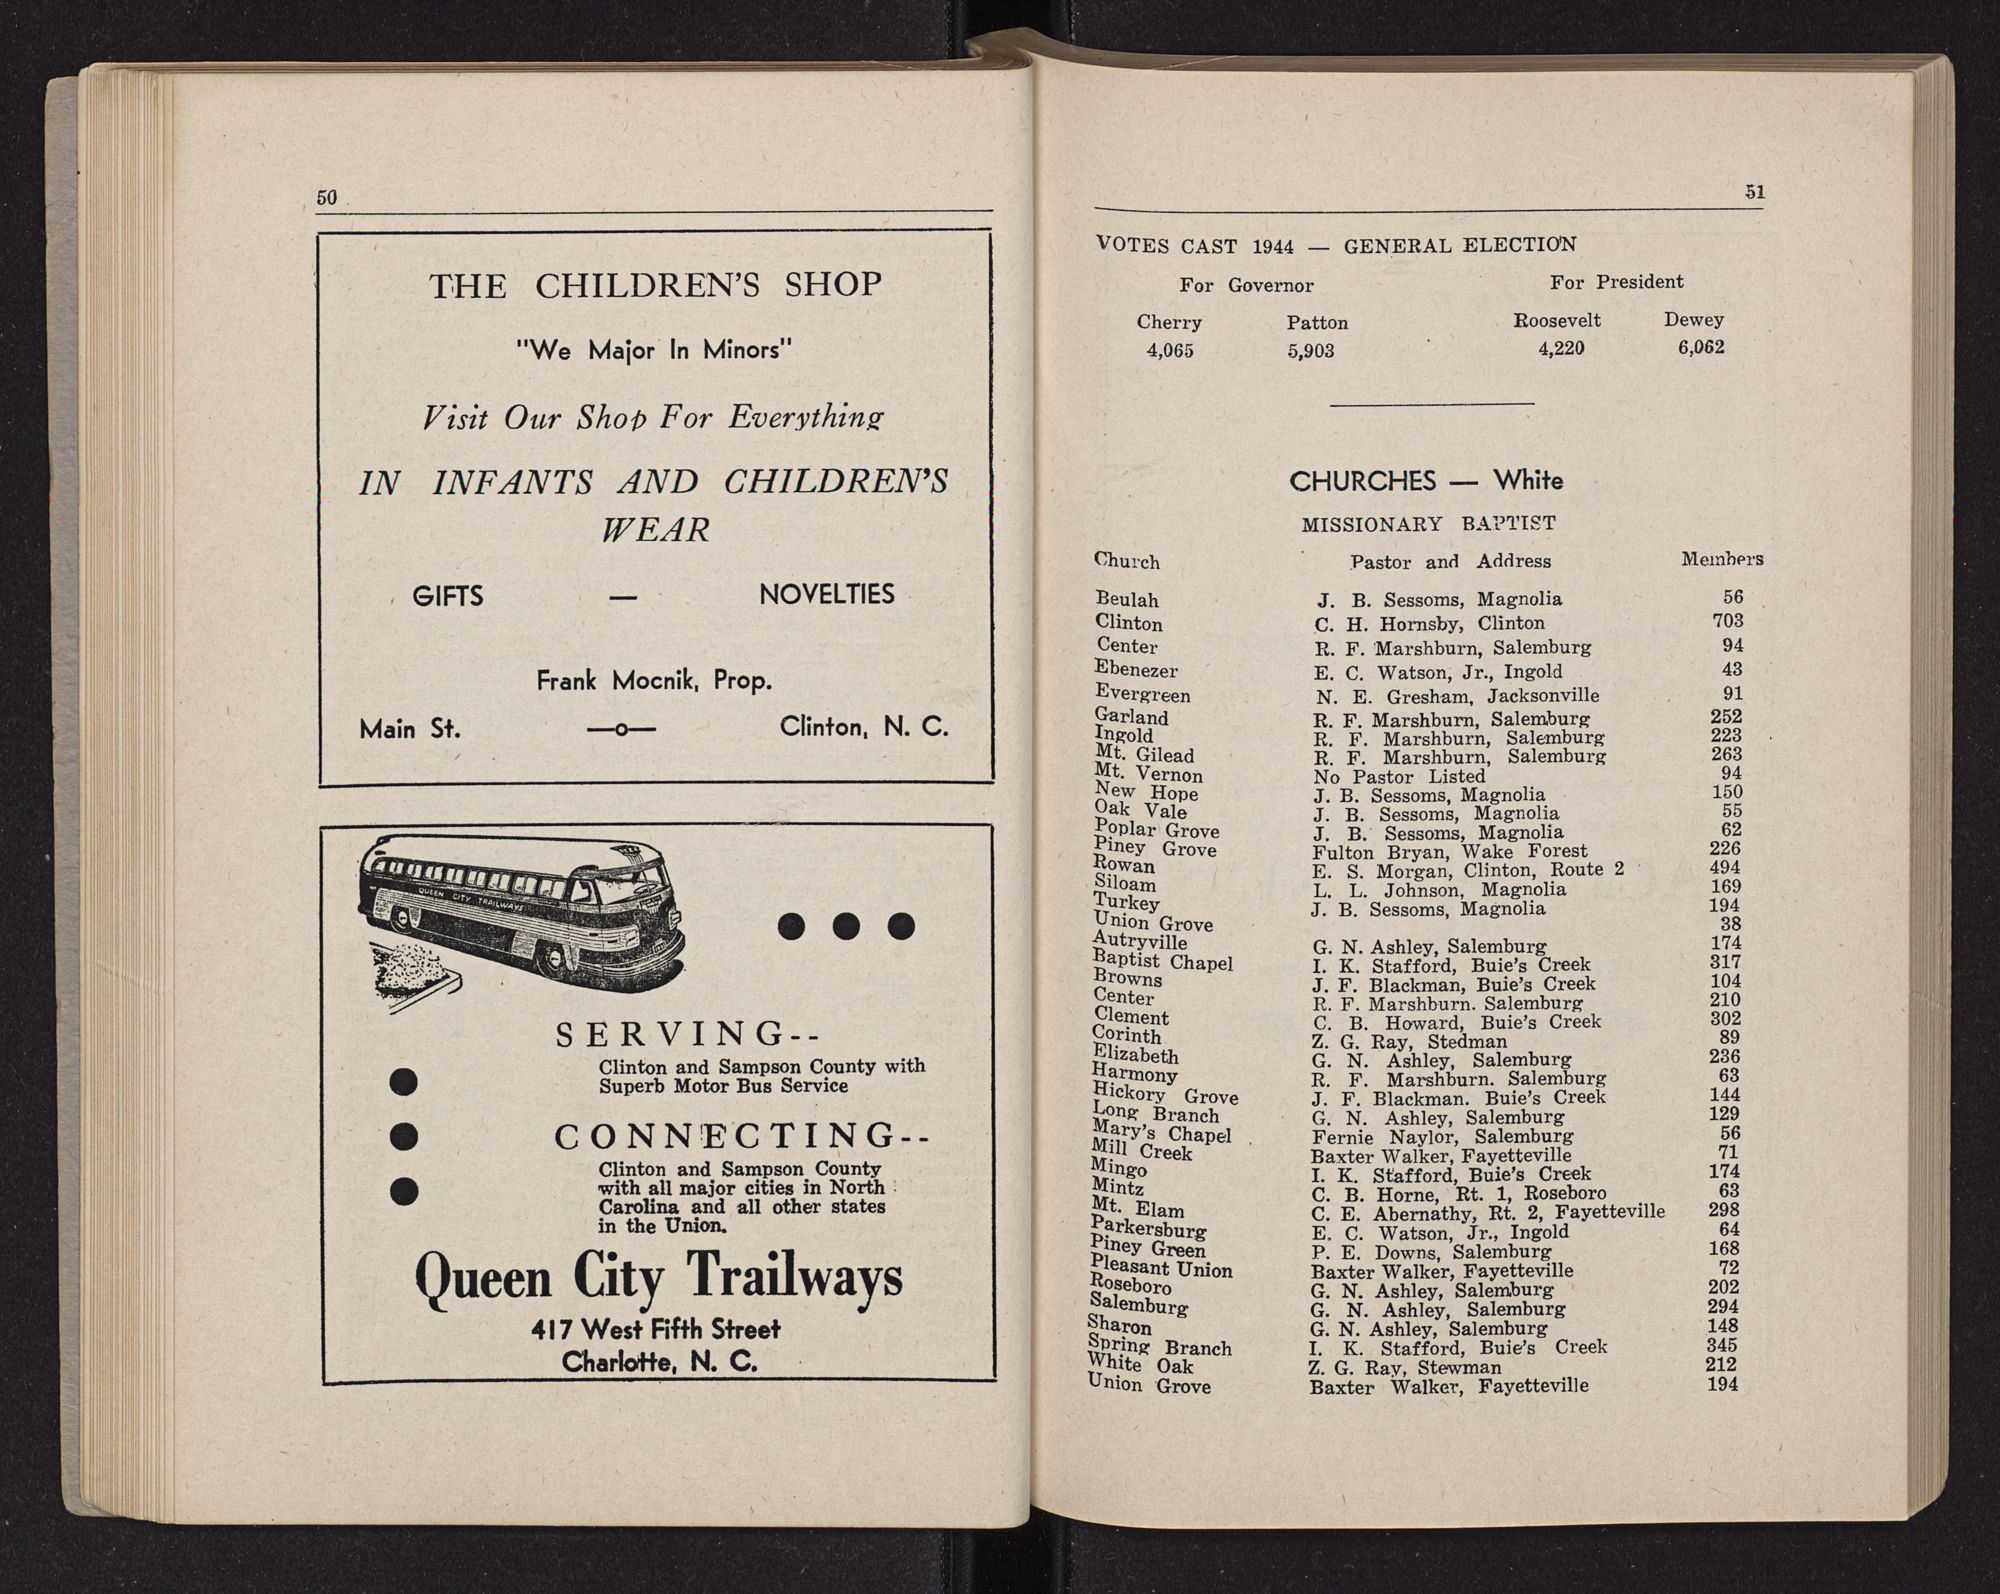 50
THE CHILDREN'S SHOP
"We Major In Minors"
Visit Our Shop For Everything
IN INFANTS AND CHILDREN'S
WEAR
GIFTS — NOVELTIES
Frank Mocnik, Prop.
Main St. —o— Clinton, N. C.
QUEEN CITY TRAILWAYS
SERVING--
Clinton and Sampson County with
Superb Motor Bus Service
CONNECTING--
Clinton and Sampson County
with all major cities in North
Carolina and all other states
in the Union.
Queen City Trailways
417 West Fifth Street
Charlotte, N. C.
51
VOTES CAST 1944 — GENERAL ELECTION
For Governor For President
Cherry Patton Roosevelt Dewey
4,065 5,903 4,220 6,062
CHURCHES — White
MISSIONARY BAPTIST
Church Pastor and Address Members
Beulah J. B. Sessoms, Magnolia 56
Clinton C. H. Hornsby, Clinton 703
Center R. F. Marshburn, Salemburg 94
Ebenezer E. C. Watson, Jr., Ingold 43
Evergreen N. E. Gresham, Jacksonville 91
Garland R. F. Marshburn, Salemburg 252
Ingold R. F. Marshburn, Salemburg 223
Mt. Gilead R. F. Marshburn, Salemburg 263
Mt. Vernon No Pastor Listed 94
New Hope J. B. Sessoms, Magnolia 150
Oak Vale J. B. Sessoms, Magnolia 55
Poplar Grove J. B. Sessoms, Magnolia 62
Piney Grove Fulton Bryan, Wake Forest 226
Rowan E. S. Morgan, Clinton, Route 2 494
Siloam L. L. Johnson, Magnolia 169
Turkey J. B. Sessoms, Magnolia 194
Union Grove 38
Autryville G. N. Ashley, Salemburg 174
Baptist Chapel I. K. Stafford, Buie's Creek 317
Browns J. F. Blackman, Buie's Creek 104
Center R. F. Marshburn. Salemburg 210
Clement C. B. Howard, Buie's Creek 302
Corinth Z. G. Ray, Stedman 89
Elizabeth G. N. Ashley, Salemburg 236
Harmony R. F. Marshburn. Salemburg 63
Hickory Grove J. F. Blackman. Buie's Creek 144
Long Branch G. N. Ashley, Salemburg 129
Mary's Chapel Fernie Naylor, Salemburg 56
Mill Creek Baxter Walker, Fayetteville 71
Mingo I. K. Stafford, Buie's Creek 174
Mintz C. B. Horne, Rt. 1, Roseboro 63
Mt. Elam C. E. Abernathy, Rt. 2, Fayetteville 298
Parkersburg E. C. Watson, Jr., Ingold 64
Piney Green P. E. Downs, Salemburg 168
Pleasant Union Baxter Walker, Fayetteville 72
Roseboro G. N. Ashley, Salemburg 202
Salemburg G. N. Ashley, Salemburg 294
Sharon G. N. Ashley, Salemburg 148
Spring Branch I. K. Stafford, Buie's Creek 345
White Oak Z. G. Ray, Stewman 212
Union Grove Baxter Walker, Fayetteville 194